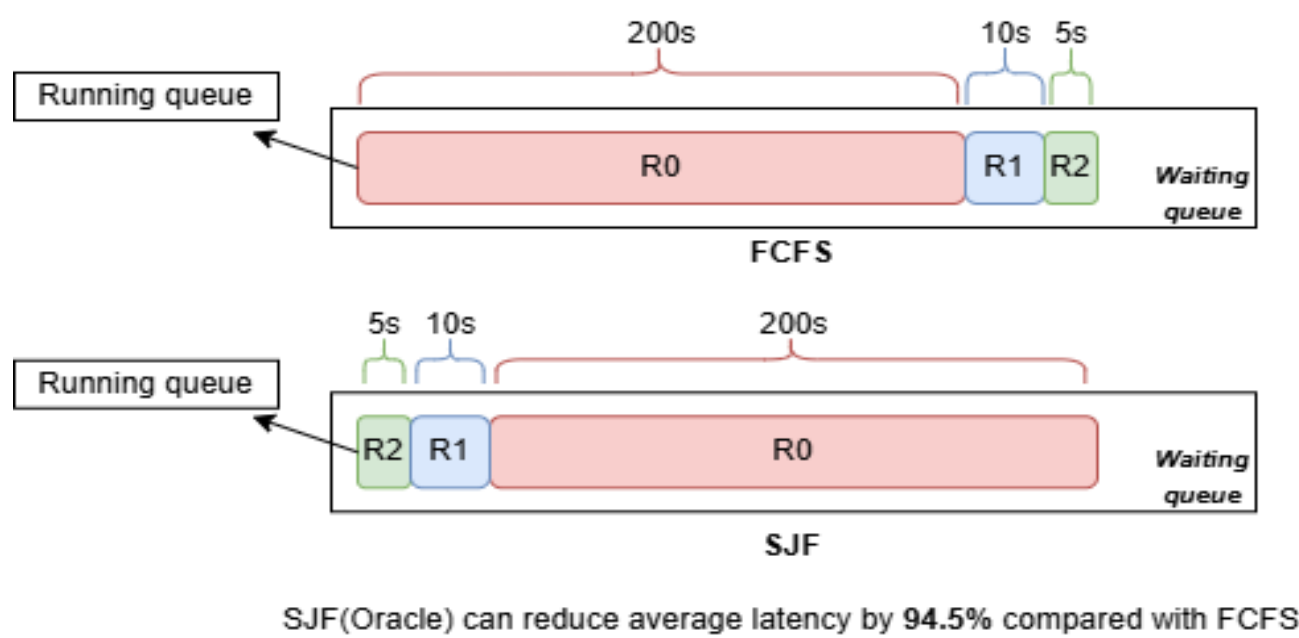 200s 10s 5s
Running queue
R0 R1 R2
Waiting
queue
FCFS
5s 10s 200s
Running queue
R2 R1 R0
Waiting
queue
SJF
SJF(Oracle) can reduce average latency by 94.5% compared with FCFS